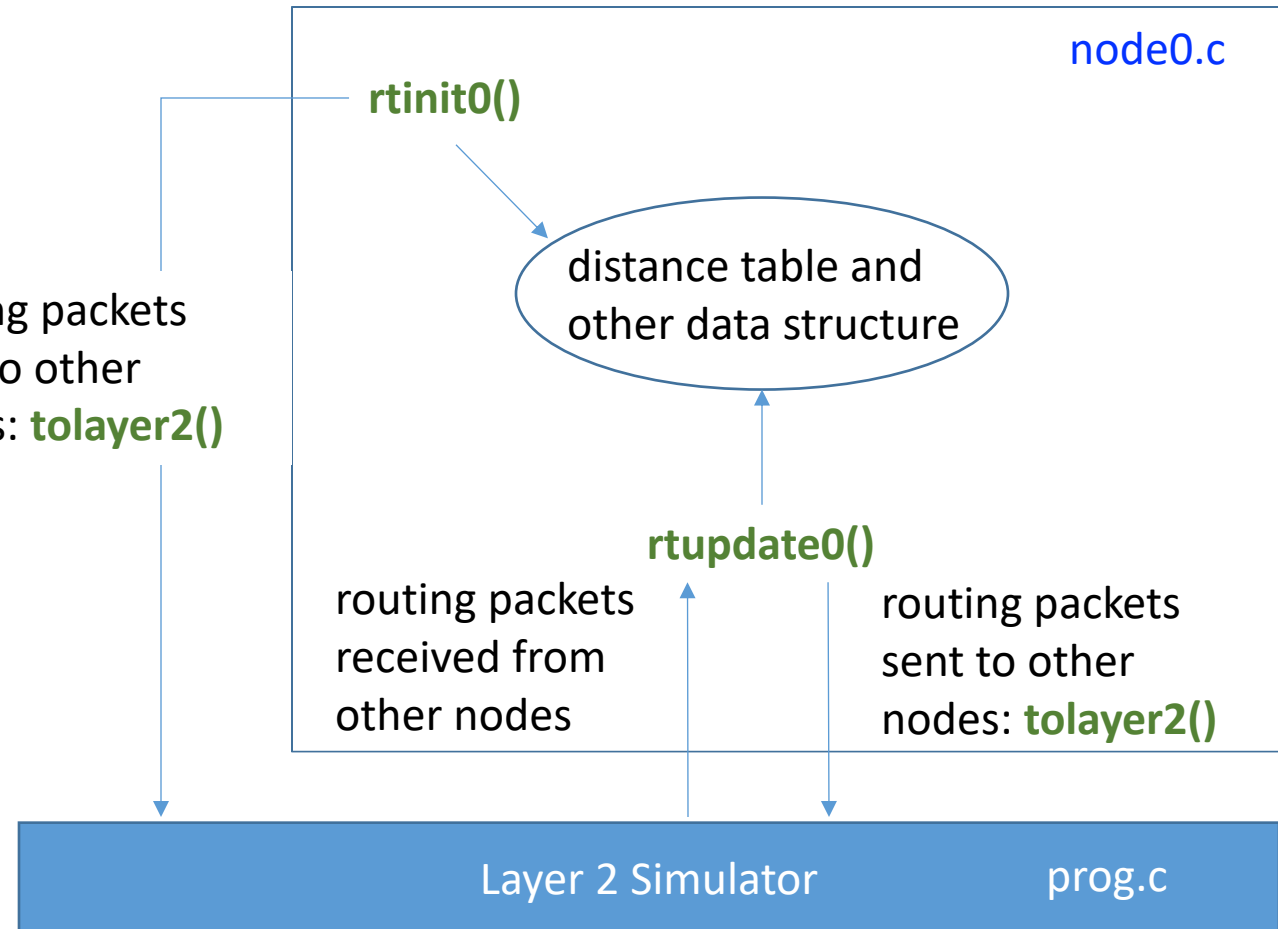 node0.c
rtinit0()
distance table and
other data structure
packets
other
tolayer2()
rtupdate0()
routing packets
received from
other nodes
routing packets
sent to other
nodes: tolayer2()
Layer 2 Simulator
prog.c